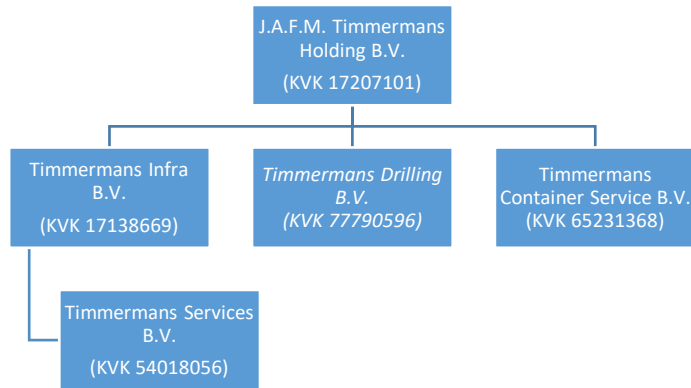 J.A.F.M. Timmermans
Holding B.V.
(KVK 17207101)
Timmermans Infra
B.V.
(KVK 17138669)
Timmermans Drilling
B.V.
(KVK 77790596)
Timmermans
Container Service B.V.
(KVK 65231368)
Timmermans Services
B.V.
(KVK 54018056)